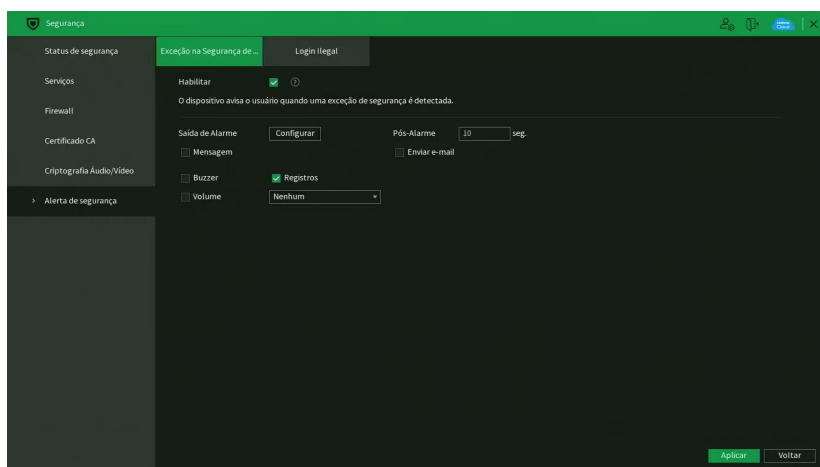 Segurança
Status de segurança
Serviços
Firewall
Certificado CA
Criptografia Áudio/Vídeo
> Alerta de segurança
Exceção na Segurança de ...
Login Ilegal
Habilitar
O dispositivo avisa o usuário quando uma exceção de segurança é detectada.
Saída de Alarme Configurar Pós-Alarme 10 seg.
Mensagem Enviar e-mail
Buzzer Registros
Volume Nenhum
Aplicar Voltar